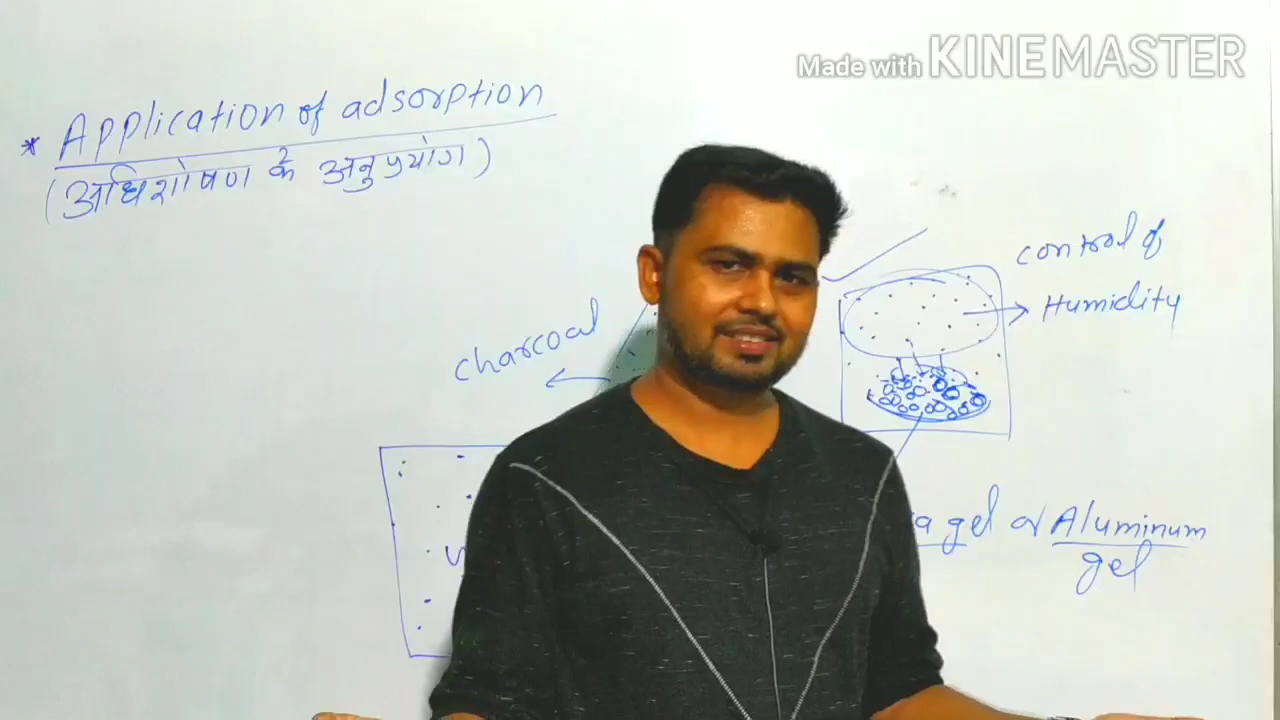 Made with KINEMASTER
* Application of adsorption
(अधिशोषण के अनुप्रयोग)
control of
Humidity
charcoal
a gel or Aluminum
gel